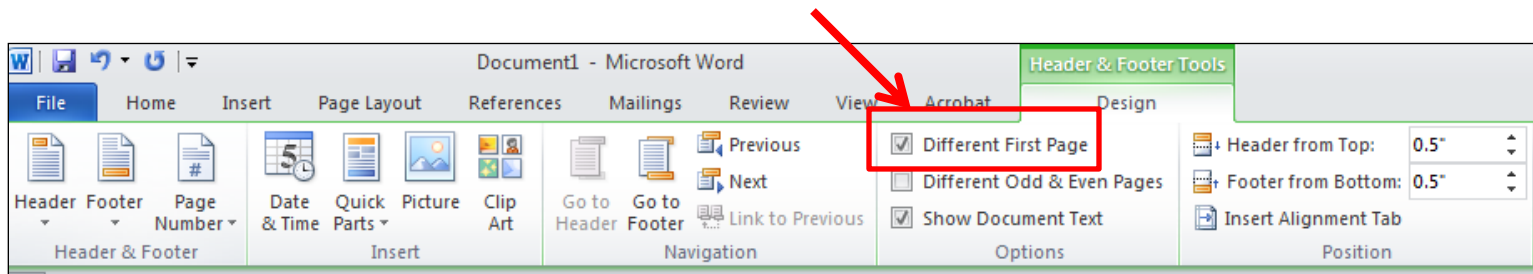 W
Document1 - Microsoft Word
Header & Footer Tools
File Home Insert Page Layout References Mailings Review View Acrobat Design
Header
Footer
Page
Number
#
5
Date
& Time
Quick
Parts
Picture
Clip
Art
Go to
Header
Go to
Footer
Previous
Next
Link to Previous
Different First Page
Different Odd & Even Pages
Show Document Text
Header from Top: 0.5"
Footer from Bottom: 0.5"
Insert Alignment Tab
Header & Footer Insert Navigation Options Position